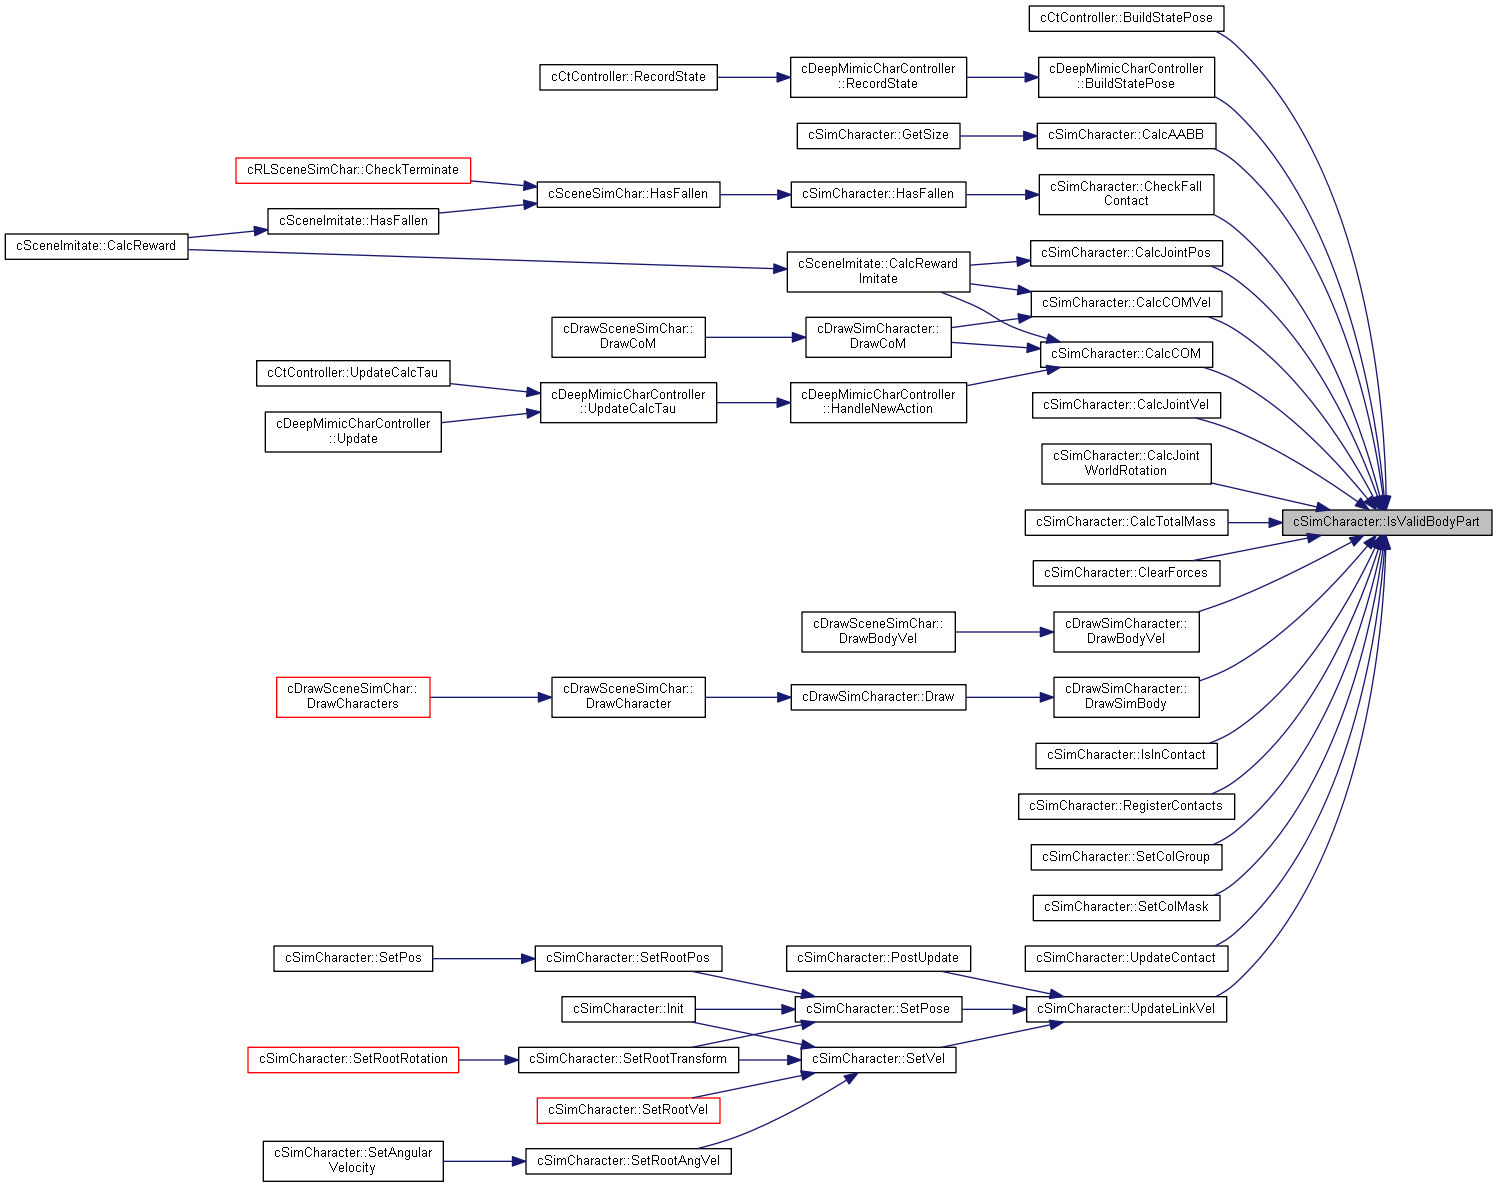 cCtController::BuildStatePose
cCtController::RecordState
cDeepMimicCharController
::RecordState
cDeepMimicCharController
::BuildStatePose
cSimCharacter::GetSize
cSimCharacter::CalcAABB
cRLSceneSimChar::CheckTerminate
cSceneSimChar::HasFallen
cSimCharacter::HasFallen
cSimCharacter::CheckFall
Contact
cSceneImitate::HasFallen
cSceneImitate::CalcReward
cSceneImitate::CalcReward
Imitate
cSimCharacter::CalcJointPos
cSimCharacter::CalcCOMVel
cDrawSceneSimChar::
DrawCoM
cDrawSimCharacter::
DrawCoM
cSimCharacter::CalcCOM
cCtController::UpdateCalcTau
cDeepMimicCharController
::Update
cDeepMimicCharController
::UpdateCalcTau
cDeepMimicCharController
::HandleNewAction
cSimCharacter::CalcJointVel
cSimCharacter::CalcJoint
WorldRotation
cSimCharacter::CalcTotalMass
cSimCharacter::IsValidBodyPart
cSimCharacter::ClearForces
cDrawSceneSimChar::
DrawBodyVel
cDrawSimCharacter::
DrawBodyVel
cDrawSceneSimChar::
DrawCharacters
cDrawSceneSimChar::
DrawCharacter
cDrawSimCharacter::Draw
cDrawSimCharacter::
DrawSimBody
cSimCharacter::IsInContact
cSimCharacter::RegisterContacts
cSimCharacter::SetColGroup
cSimCharacter::SetColMask
cSimCharacter::SetPos
cSimCharacter::SetRootPos
cSimCharacter::PostUpdate
cSimCharacter::UpdateContact
cSimCharacter::Init
cSimCharacter::SetPose
cSimCharacter::UpdateLinkVel
cSimCharacter::SetRootRotation
cSimCharacter::SetRootTransform
cSimCharacter::SetVel
cSimCharacter::SetRootVel
cSimCharacter::SetAngular
Velocity
cSimCharacter::SetRootAngVel